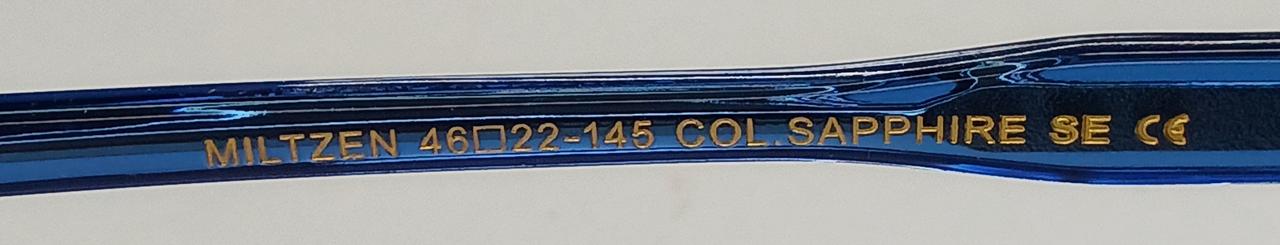 MILTZEN 46□22-145 COL.SAPPHIRE SE CE